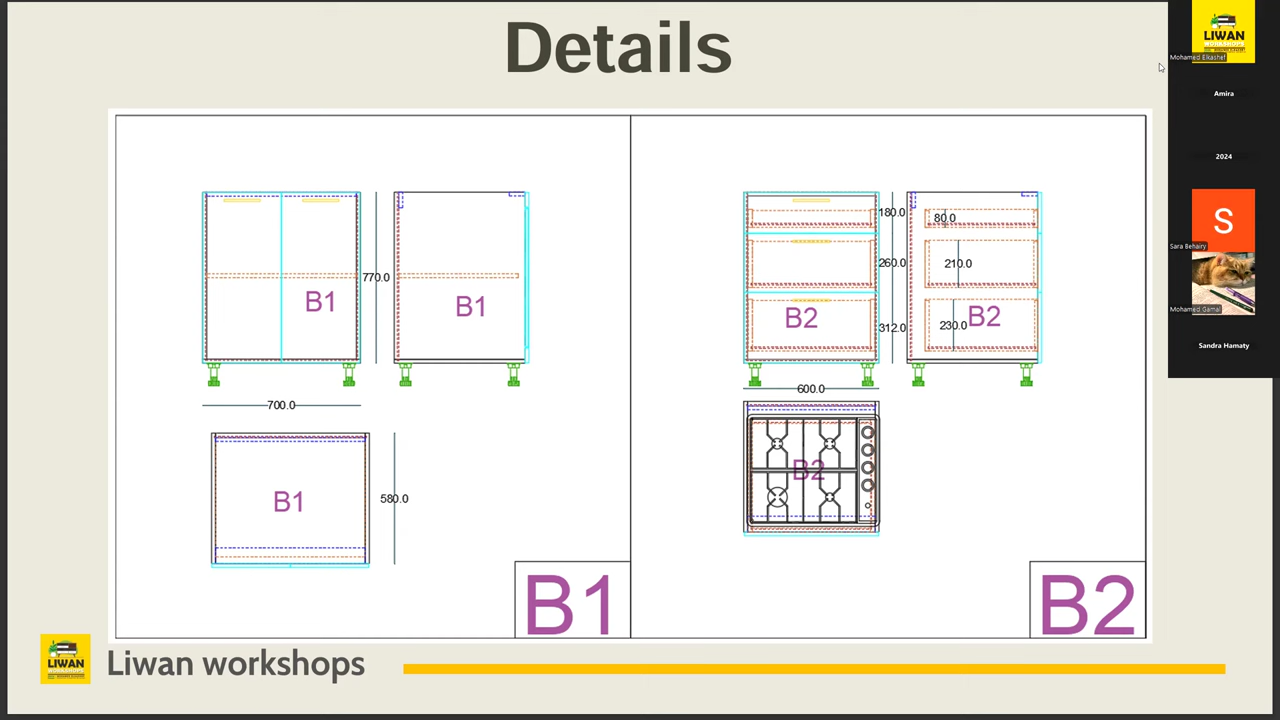 Details
B1
B1
770.0
700.0
B1
580.0
B1
180.0
260.0
312.0
B2
80.0
210.0
230.0
B2
600.0
B2
B2
LIWAN
Liwan workshops
LIWAN
WORKSHOPS
Mohamed Elkashef
Amira
2024
S
Sara Behairy
Mohamed Gamal
Sandra Hamaty